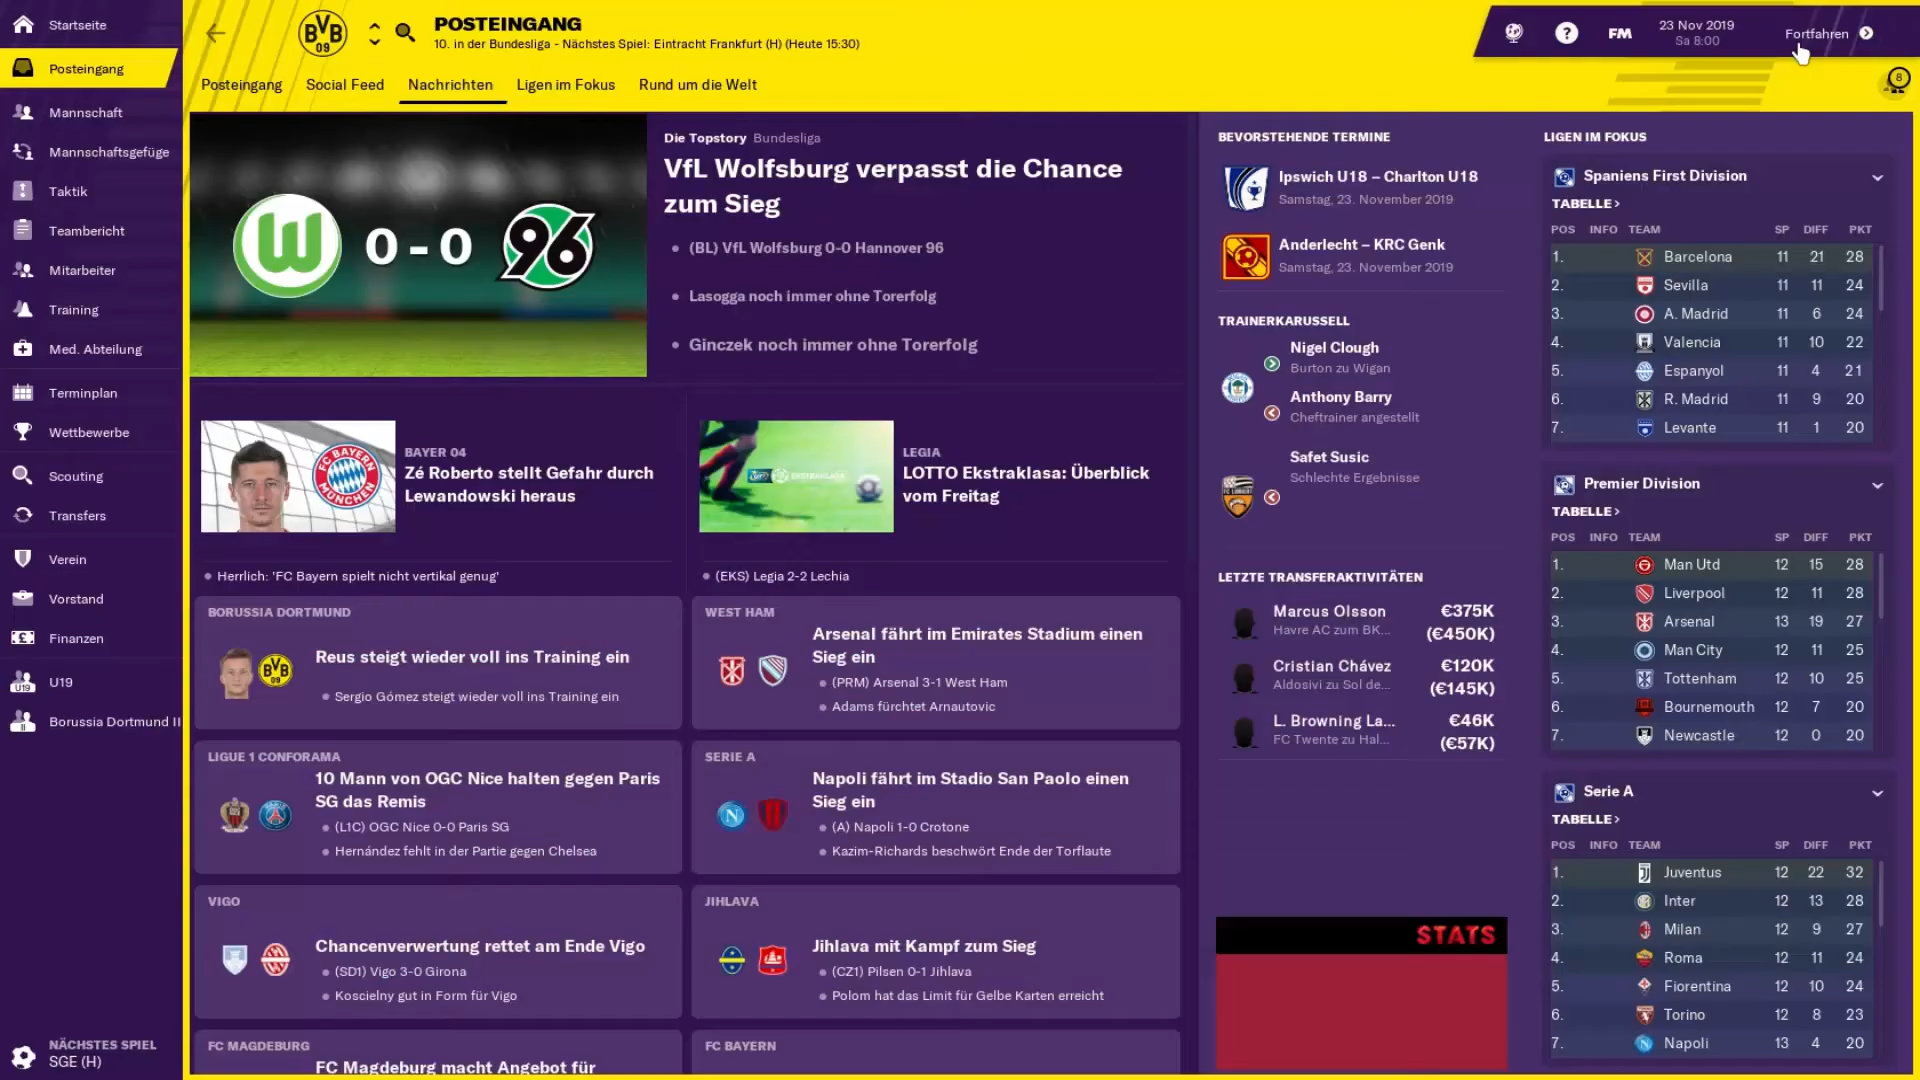 Startseite
Posteingang
Mannschaft
Mannschaftsgefüge
Taktik
Teambericht
Mitarbeiter
Training
Med. Abteilung
Terminplan
Wettbewerbe
Scouting
Transfers
Verein
Vorstand
Finanzen
U19
Borussia Dortmund II
NÄCHSTES SPIEL
SGE (H)
POSTEINGANG
10. in der Bundesliga - Nächstes Spiel: Eintracht Frankfurt (H) (Heute 15:30)
FM
23 Nov 2019
Sa 8:00
Fortfahren
8
Posteingang Social Feed Nachrichten Ligen im Fokus Rund um die Welt
0 - 0
Die Topstory Bundesliga
VfL Wolfsburg verpasst die Chance
zum Sieg
(BL) VfL Wolfsburg 0-0 Hannover 96
Lasogga noch immer ohne Torerfolg
Ginczek noch immer ohne Torerfolg
BAYER 04
Zé Roberto stellt Gefahr durch
Lewandowski heraus
Herrlich: 'FC Bayern spielt nicht vertikal genug'
LEGIA
LOTTO Ekstraklasa: Überblick
vom Freitag
(EKS) Legia 2-2 Lechia
BORUSSIA DORTMUND
Reus steigt wieder voll ins Training ein
Sergio Gómez steigt wieder voll ins Training ein
WEST HAM
Arsenal fährt im Emirates Stadium einen
Sieg ein
(PRM) Arsenal 3-1 West Ham
Adams fürchtet Arnautovic
LIGUE 1 CONFORAMA
10 Mann von OGC Nice halten gegen Paris
SG das Remis
(L1C) OGC Nice 0-0 Paris SG
Hernández fehlt in der Partie gegen Chelsea
SERIE A
Napoli fährt im Stadio San Paolo einen
Sieg ein
(A) Napoli 1-0 Crotone
Kazim-Richards beschwört Ende der Torflaute
VIGO
Chancenverwertung rettet am Ende Vigo
(SD1) Vigo 3-0 Girona
Koscielny gut in Form für Vigo
JIHLAVA
Jihlava mit Kampf zum Sieg
(CZ1) Pilsen 0-1 Jihlava
Polom hat das Limit für Gelbe Karten erreicht
FC MAGDEBURG
FC Magdeburg macht Angebot für
FC BAYERN
BEVORSTEHENDE TERMINE
Ipswich U18 – Charlton U18
Samstag, 23. November 2019
Anderlecht – KRC Genk
Samstag, 23. November 2019
TRAINERKARUSSELL
Nigel Clough
Burton zu Wigan
Anthony Barry
Cheftrainer angestellt
Safet Susic
Schlechte Ergebnisse
LETZTE TRANSFERAKTIVITÄTEN
Marcus Olsson €375K
Havre AC zum BK... (€450K)
Cristian Chávez €120K
Aldosivi zu Sol de... (€145K)
L. Browning La... €46K
FC Twente zu Hal... (€57K)
STATS
LIGEN IM FOKUS
Spaniens First Division
TABELLE >
POS INFO TEAM SP DIFF PKT
1. Barcelona 11 21 28
2. Sevilla 11 11 24
3. A. Madrid 11 6 24
4. Valencia 11 10 22
5. Espanyol 11 4 21
6. R. Madrid 11 9 20
7. Levante 11 1 20
Premier Division
TABELLE >
POS INFO TEAM SP DIFF PKT
1. Man Utd 12 15 28
2. Liverpool 12 11 28
3. Arsenal 13 19 27
4. Man City 12 11 25
5. Tottenham 12 10 25
6. Bournemouth 12 7 20
7. Newcastle 12 0 20
Serie A
TABELLE >
POS INFO TEAM SP DIFF PKT
1. Juventus 12 22 32
2. Inter 12 13 28
3. Milan 12 9 27
4. Roma 12 11 24
5. Fiorentina 12 10 24
6. Torino 12 8 23
7. Napoli 13 4 20